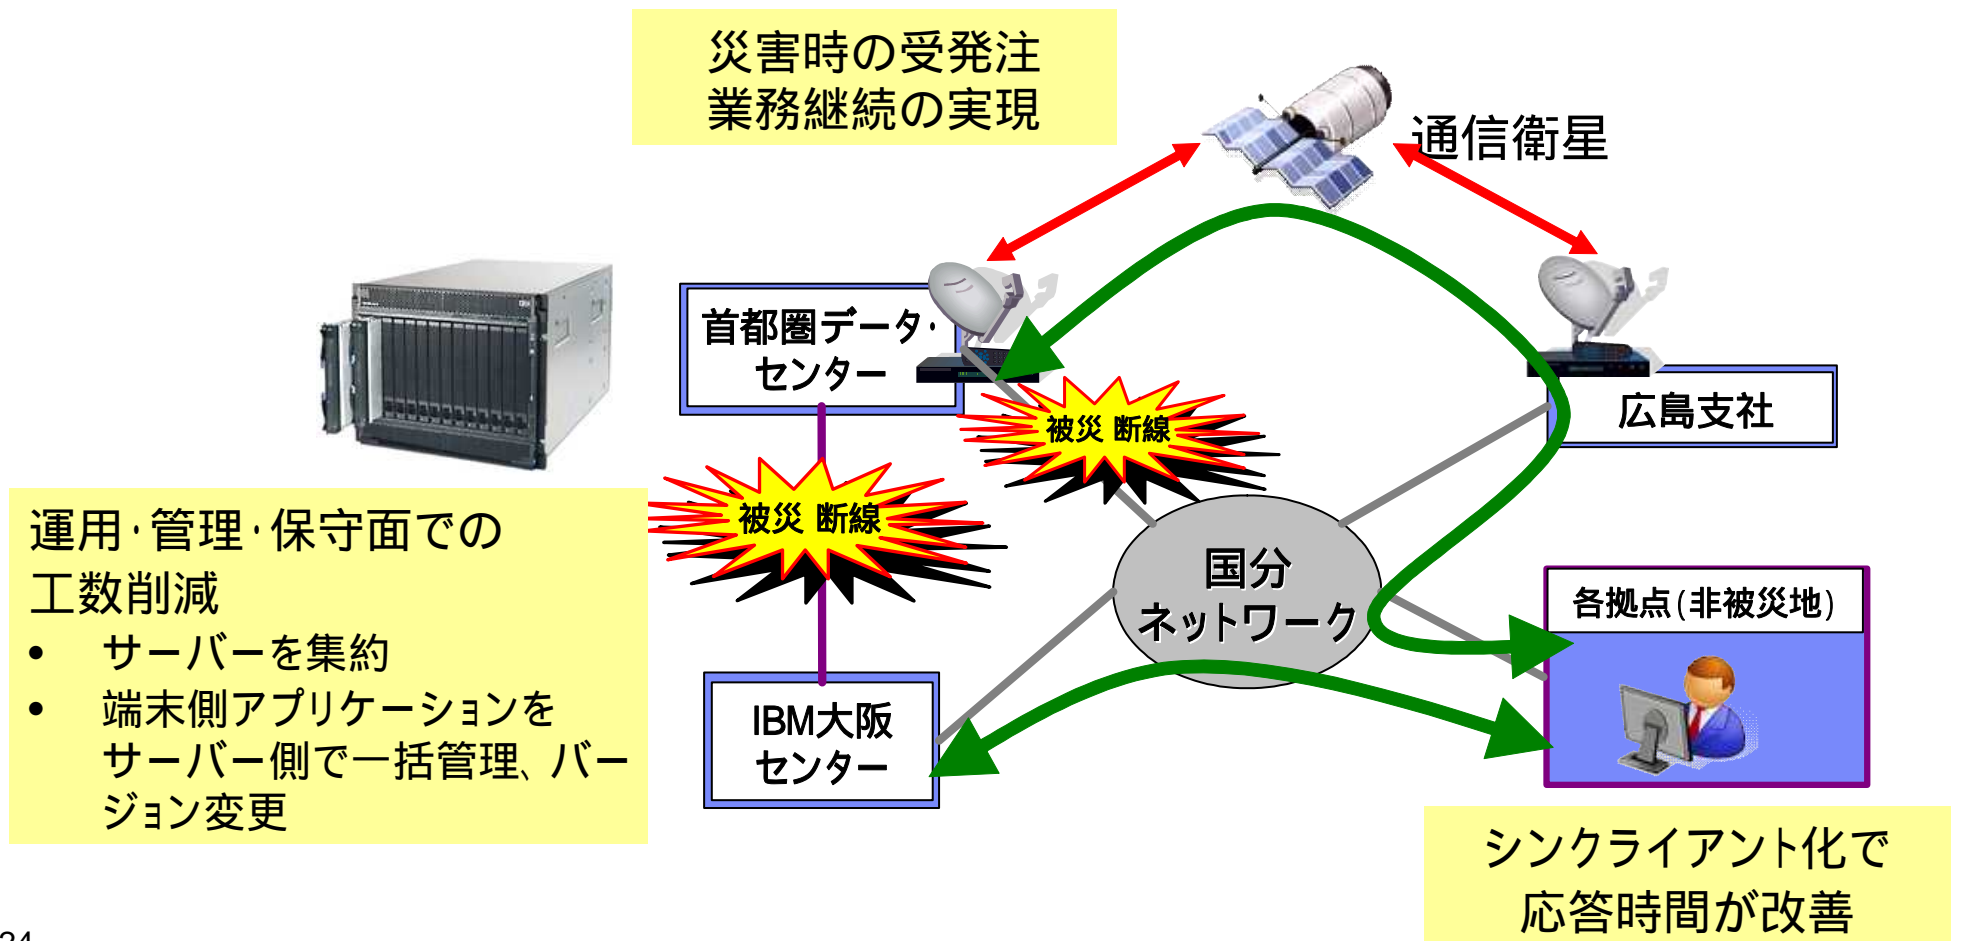 災害時の受発注
業務継続の実現
通信衛星
首都圏データ・
センター
広島支社
被災 断線
被災 断線
運用・管理・保守面での
工数削減
• サーバーを集約
• 端末側アプリケーションを
サーバー側で一括管理、バー
ジョン変更
国分
ネットワーク
各拠点(非被災地)
IBM大阪
センター
シンクライアント化で
応答時間が改善
24